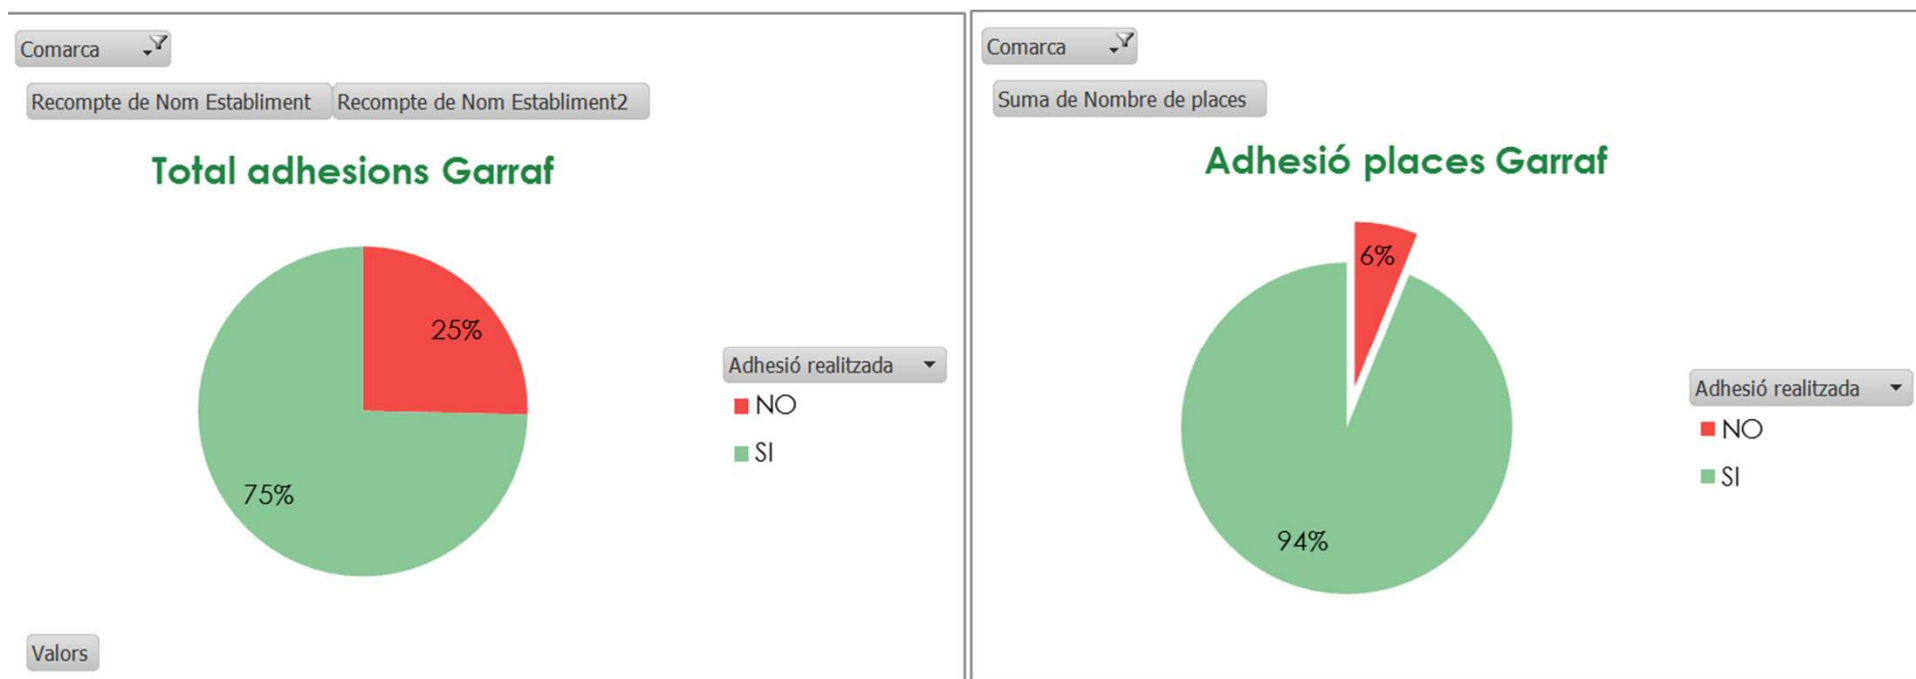 Comarca
Recompte de Nom Establiment
Recompte de Nom Establiment2
Total adhesions Garraf
25%
75%
Adhesió realitzada
NO
SI
Valors
Comarca
Suma de Nombre de places
Adhesió places Garraf
6%
94%
Adhesió realitzada
NO
SI